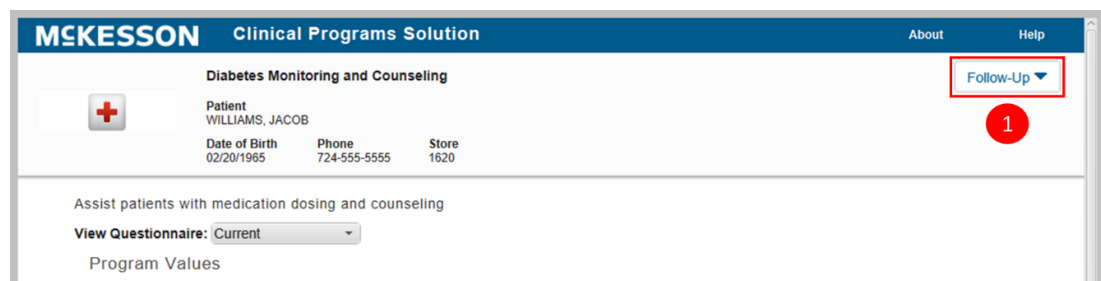 MCKESSON Clinical Programs Solution About Help
Diabetes Monitoring and Counseling
Follow-Up
Patient
WILLIAMS, JACOB
1
Date of Birth Phone Store
02/20/1965 724-555-5555 1620
Assist patients with medication dosing and counseling
View Questionnaire: Current
Program Values